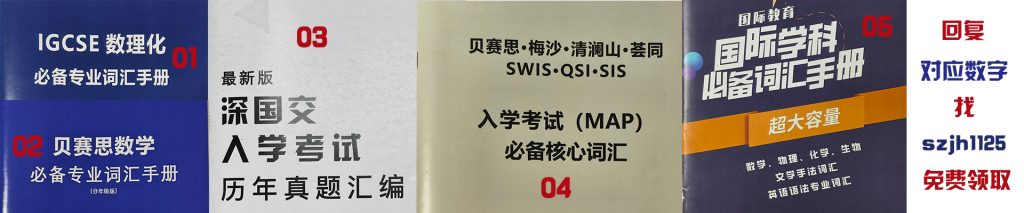 IGCSE 数理化
01
必备专业词汇手册
02
贝赛思数学
必备专业词汇手册
(分年级版)
03
最新版
深国交
入学考试
历年真题汇编
贝赛思·梅沙·清澜山·荟同
SWIS·QSI·SIS
入学考试（MAP）
必备核心词汇
04
国际教育
05
国际学科
必备词汇手册
超大容量
数学、物理、化学、生物
文学手法词汇
英语语法专业词汇
回复
对应数字
找
szjh1125
免费领取